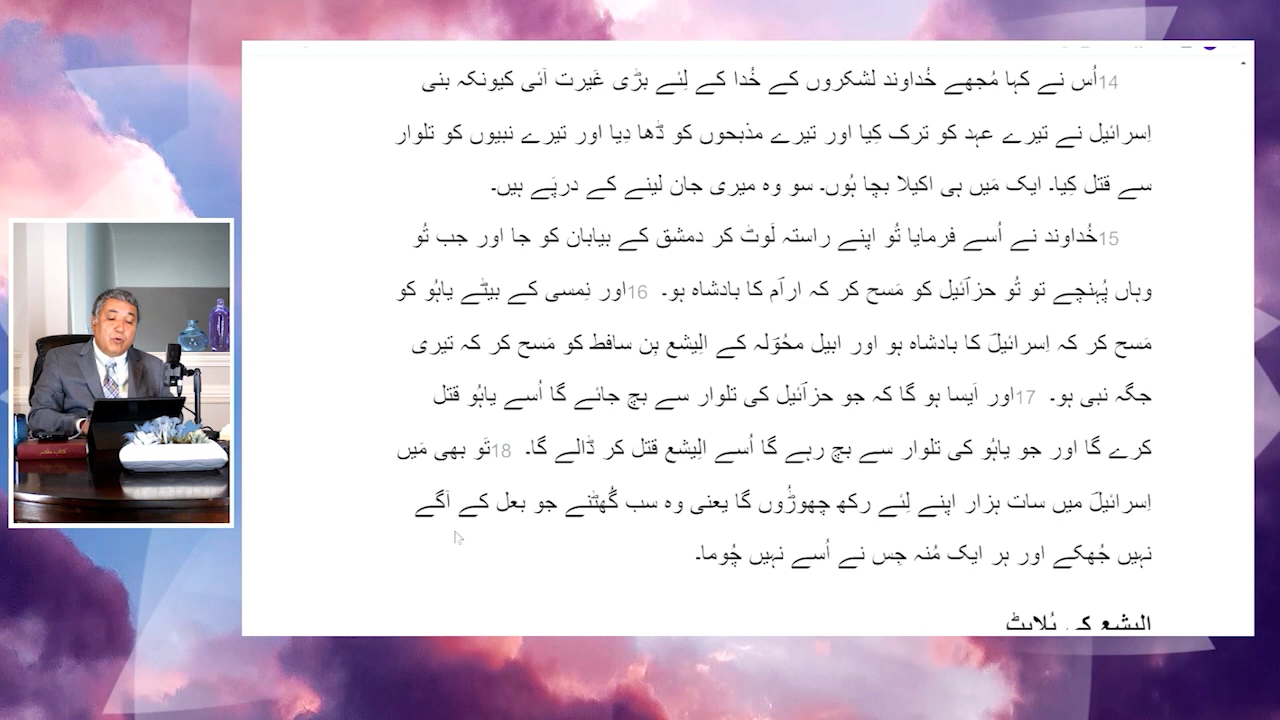 14اُس نے کہا مُجھے خُداوند لشکروں کے خُدا کے لِئے بڑی غَیرت آئی کیونکہ بنی
اِسرائیل نے تیرے عہد کو ترک کِیا اور تیرے مذبحوں کو ڈھا دِیا اور تیرے نبیوں کو تلوار
سے قتل کِیا۔ ایک مَیں ہی اکیلا بچا ہُوں۔ سو وہ میری جان لینے کے درپَے ہیں۔
15خُداوند نے اُسے فرمایا تُو اپنے راستہ لَوٹ کر دمشق کے بیابان کو جا اور جب تُو
وہاں پُہنچے تو تُو حزائیل کو مَسح کر کہ ارام کا بادشاہ ہو۔ 16اور نِمسی کے بیٹے یاہُو کو
مَسح کر کہ اِسرائیلؔ کا بادشاہ ہو اور ابیل محُولہ کے الِیشع بِن سافط کو مَسح کر کہ تیری
جگہ نبی ہو۔ 17اور اَیسا ہو گا کہ جو حزائیل کی تلوار سے بچ جائے گا اُسے یاہُو قتل
کرے گا اور جو یاہُو کی تلوار سے بچ رہے گا اُسے الِیشع قتل کر ڈالے گا۔ 18تَو بھی مَیں
اِسرائیلؔ میں سات ہزار اپنے لِئے رکھ چھوڑُوں گا یعنی وہ سب گُھٹنے جو بعل کے آگے
نہیں جُھکے اور ہر ایک مُنہ جِس نے اُسے نہیں چُوما۔
الیشع کی بُلاہٹ
کتاب مقدس